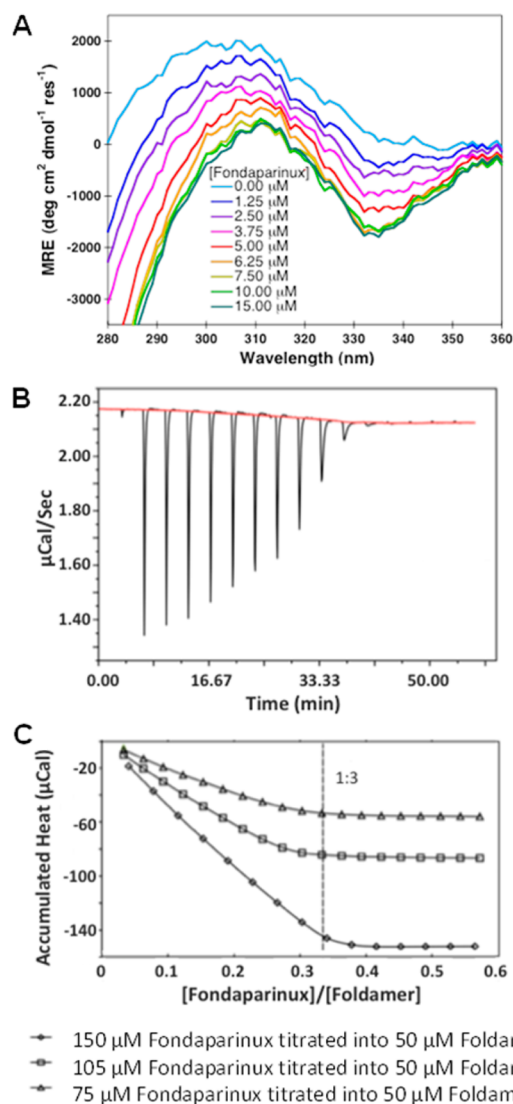 A
MRE (deg cm² dmol⁻¹ res⁻¹)
2000
1000
0
-1000
-2000
-3000
[Fondaparinux]
0.00 μM
1.25 μM
2.50 μM
3.75 μM
5.00 μM
6.25 μM
7.50 μM
10.00 μM
15.00 μM
280 290 300 310 320 330 340 350 360
Wavelength (nm)
B
μCal/Sec
2.20
2.00
1.80
1.60
1.40
0.00 16.67 33.33 50.00
Time (min)
C
Accumulated Heat (μCal)
-20
-60
-100
-140
1:3
0 0.1 0.2 0.3 0.4 0.5 0.6
[Fondaparinux]/[Foldamer]
150 μM Fondaparinux titrated into 50 μM Foldar
105 μM Fondaparinux titrated into 50 μM Foldar
75 μM Fondaparinux titrated into 50 μM Foldam